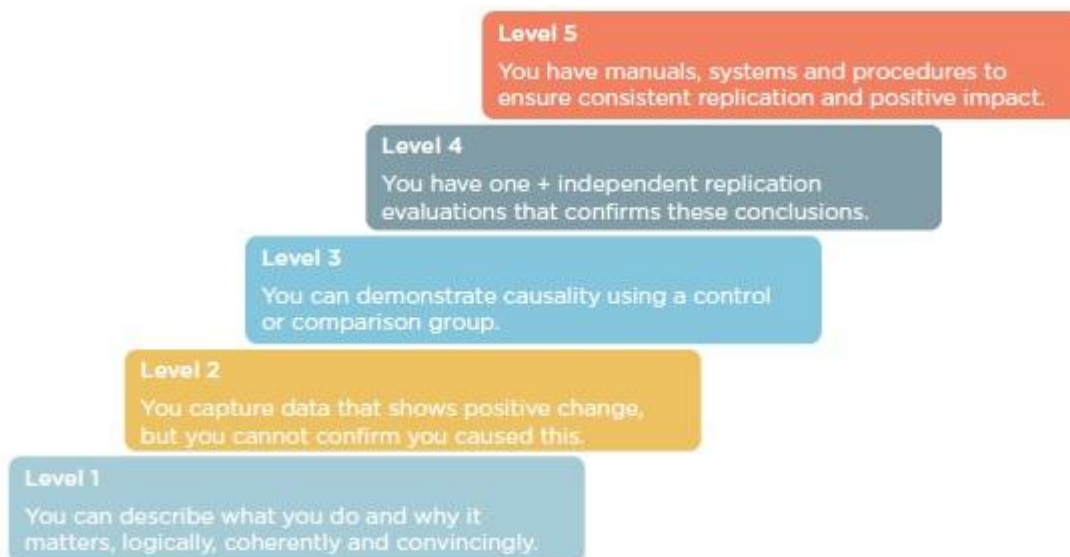 Level 5
You have manuals, systems and procedures to
ensure consistent replication and positive impact.
Level 4
You have one + independent replication
evaluations that confirms these conclusions.
Level 3
You can demonstrate causality using a control
or comparison group.
Level 2
You capture data that shows positive change,
but you cannot confirm you caused this.
Level 1
You can describe what you do and why it
matters, logically, coherently and convincingly.